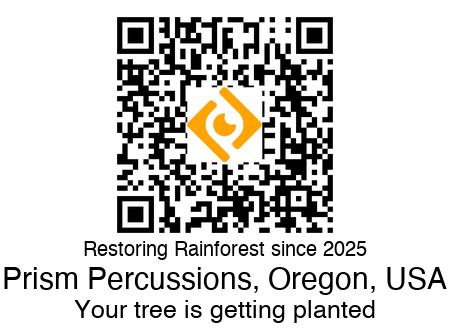 Restoring Rainforest since 2025
Prism Percussions, Oregon, USA
Your tree is getting planted